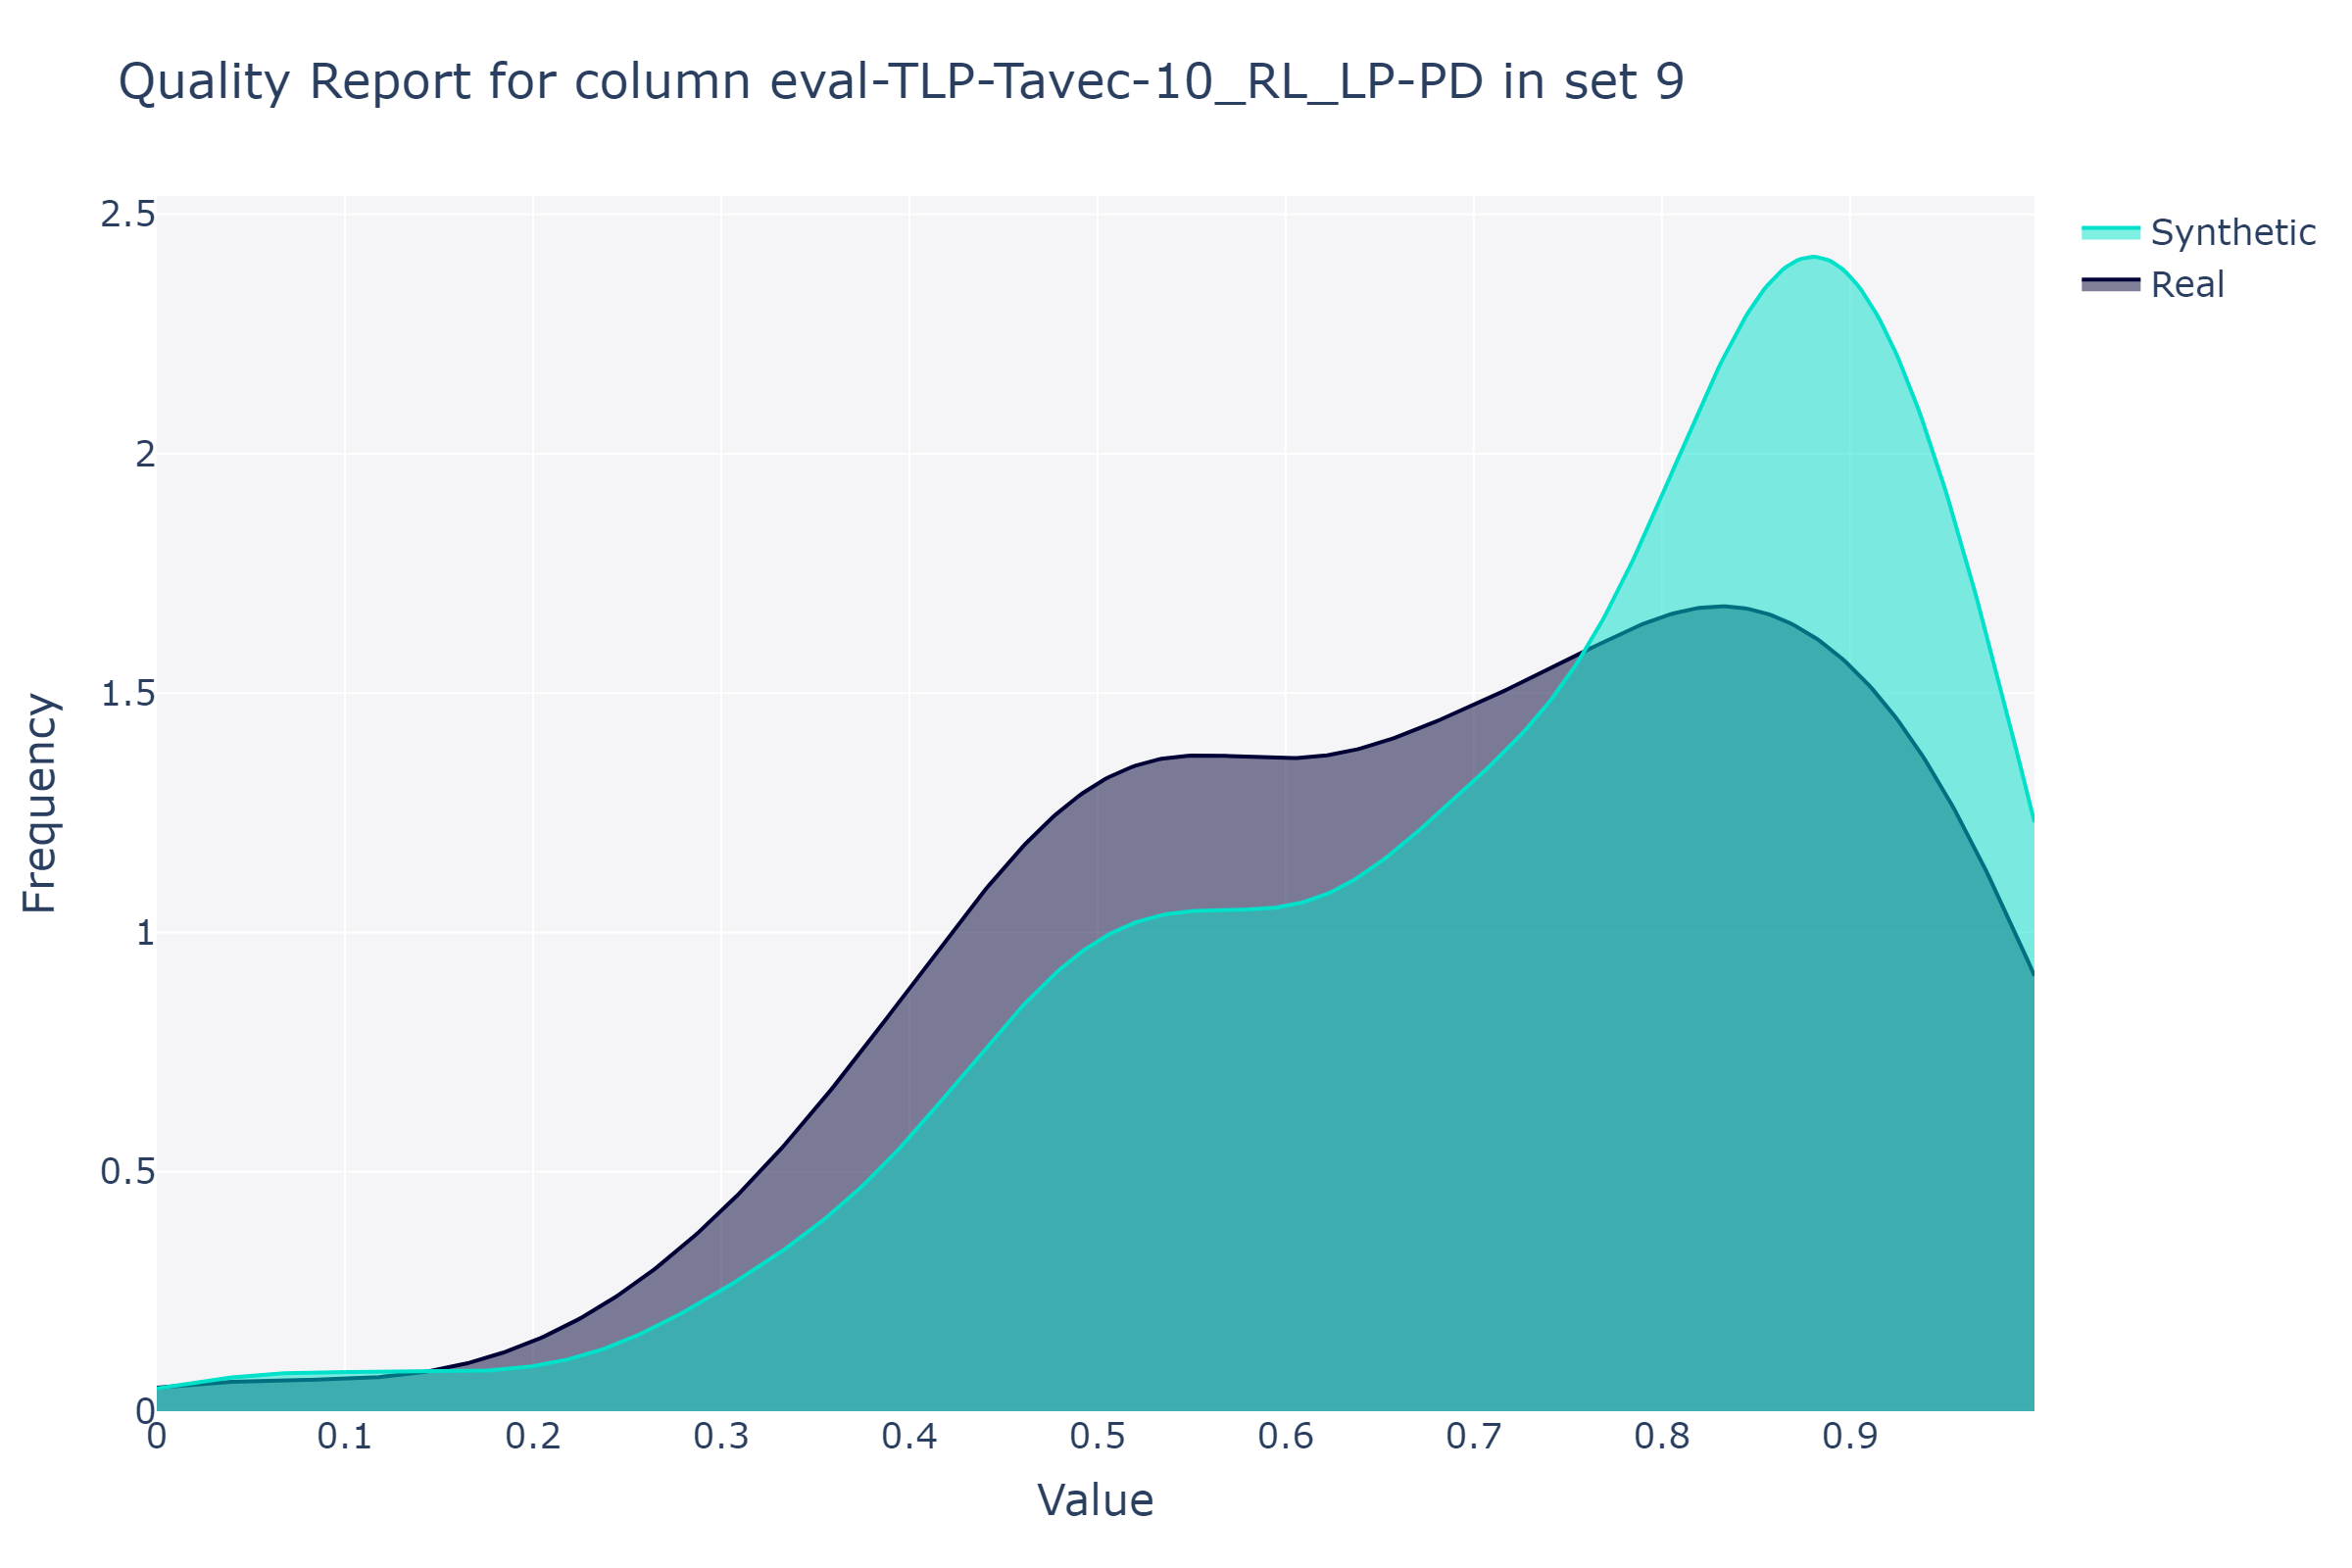 Quality Report for column eval-TLP-Tavec-10_RL_LP-PD in set 9
Synthetic
Real
2.5
2
1.5
1
0.5
0
Frequency
0 0.1 0.2 0.3 0.4 0.5 0.6 0.7 0.8 0.9
Value